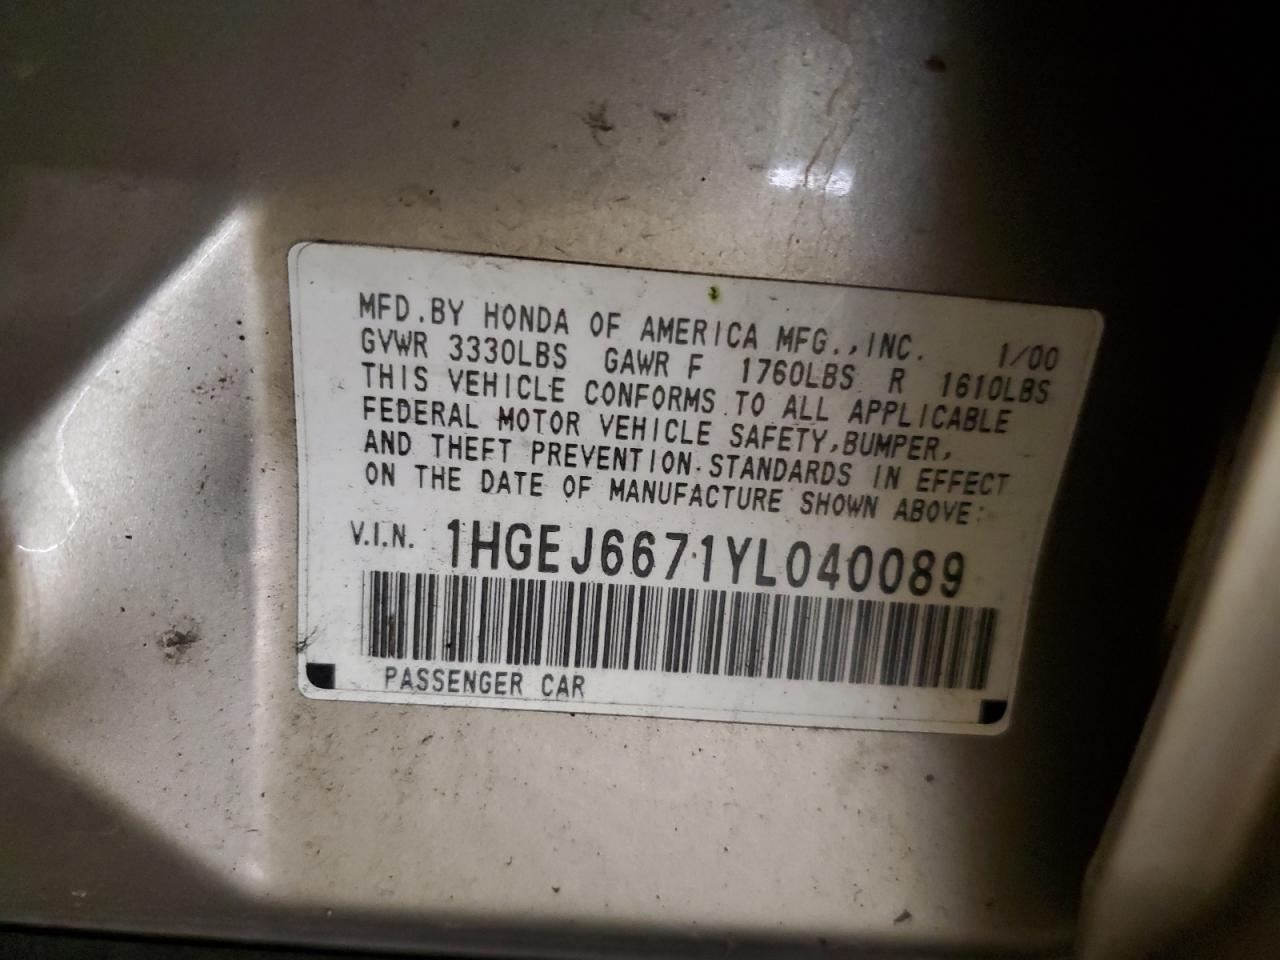 MFD.BY HONDA OF AMERICA MFG.,INC. 1/00
GVWR 3330LBS GAWR F 1760LBS R 1610LBS
THIS VEHICLE CONFORMS TO ALL APPLICABLE
FEDERAL MOTOR VEHICLE SAFETY,BUMPER,
AND THEFT PREVENTION STANDARDS IN EFFECT
ON THE DATE OF MANUFACTURE SHOWN ABOVE:
V.I.N. 1HGEJ6671YL040089
PASSENGER CAR